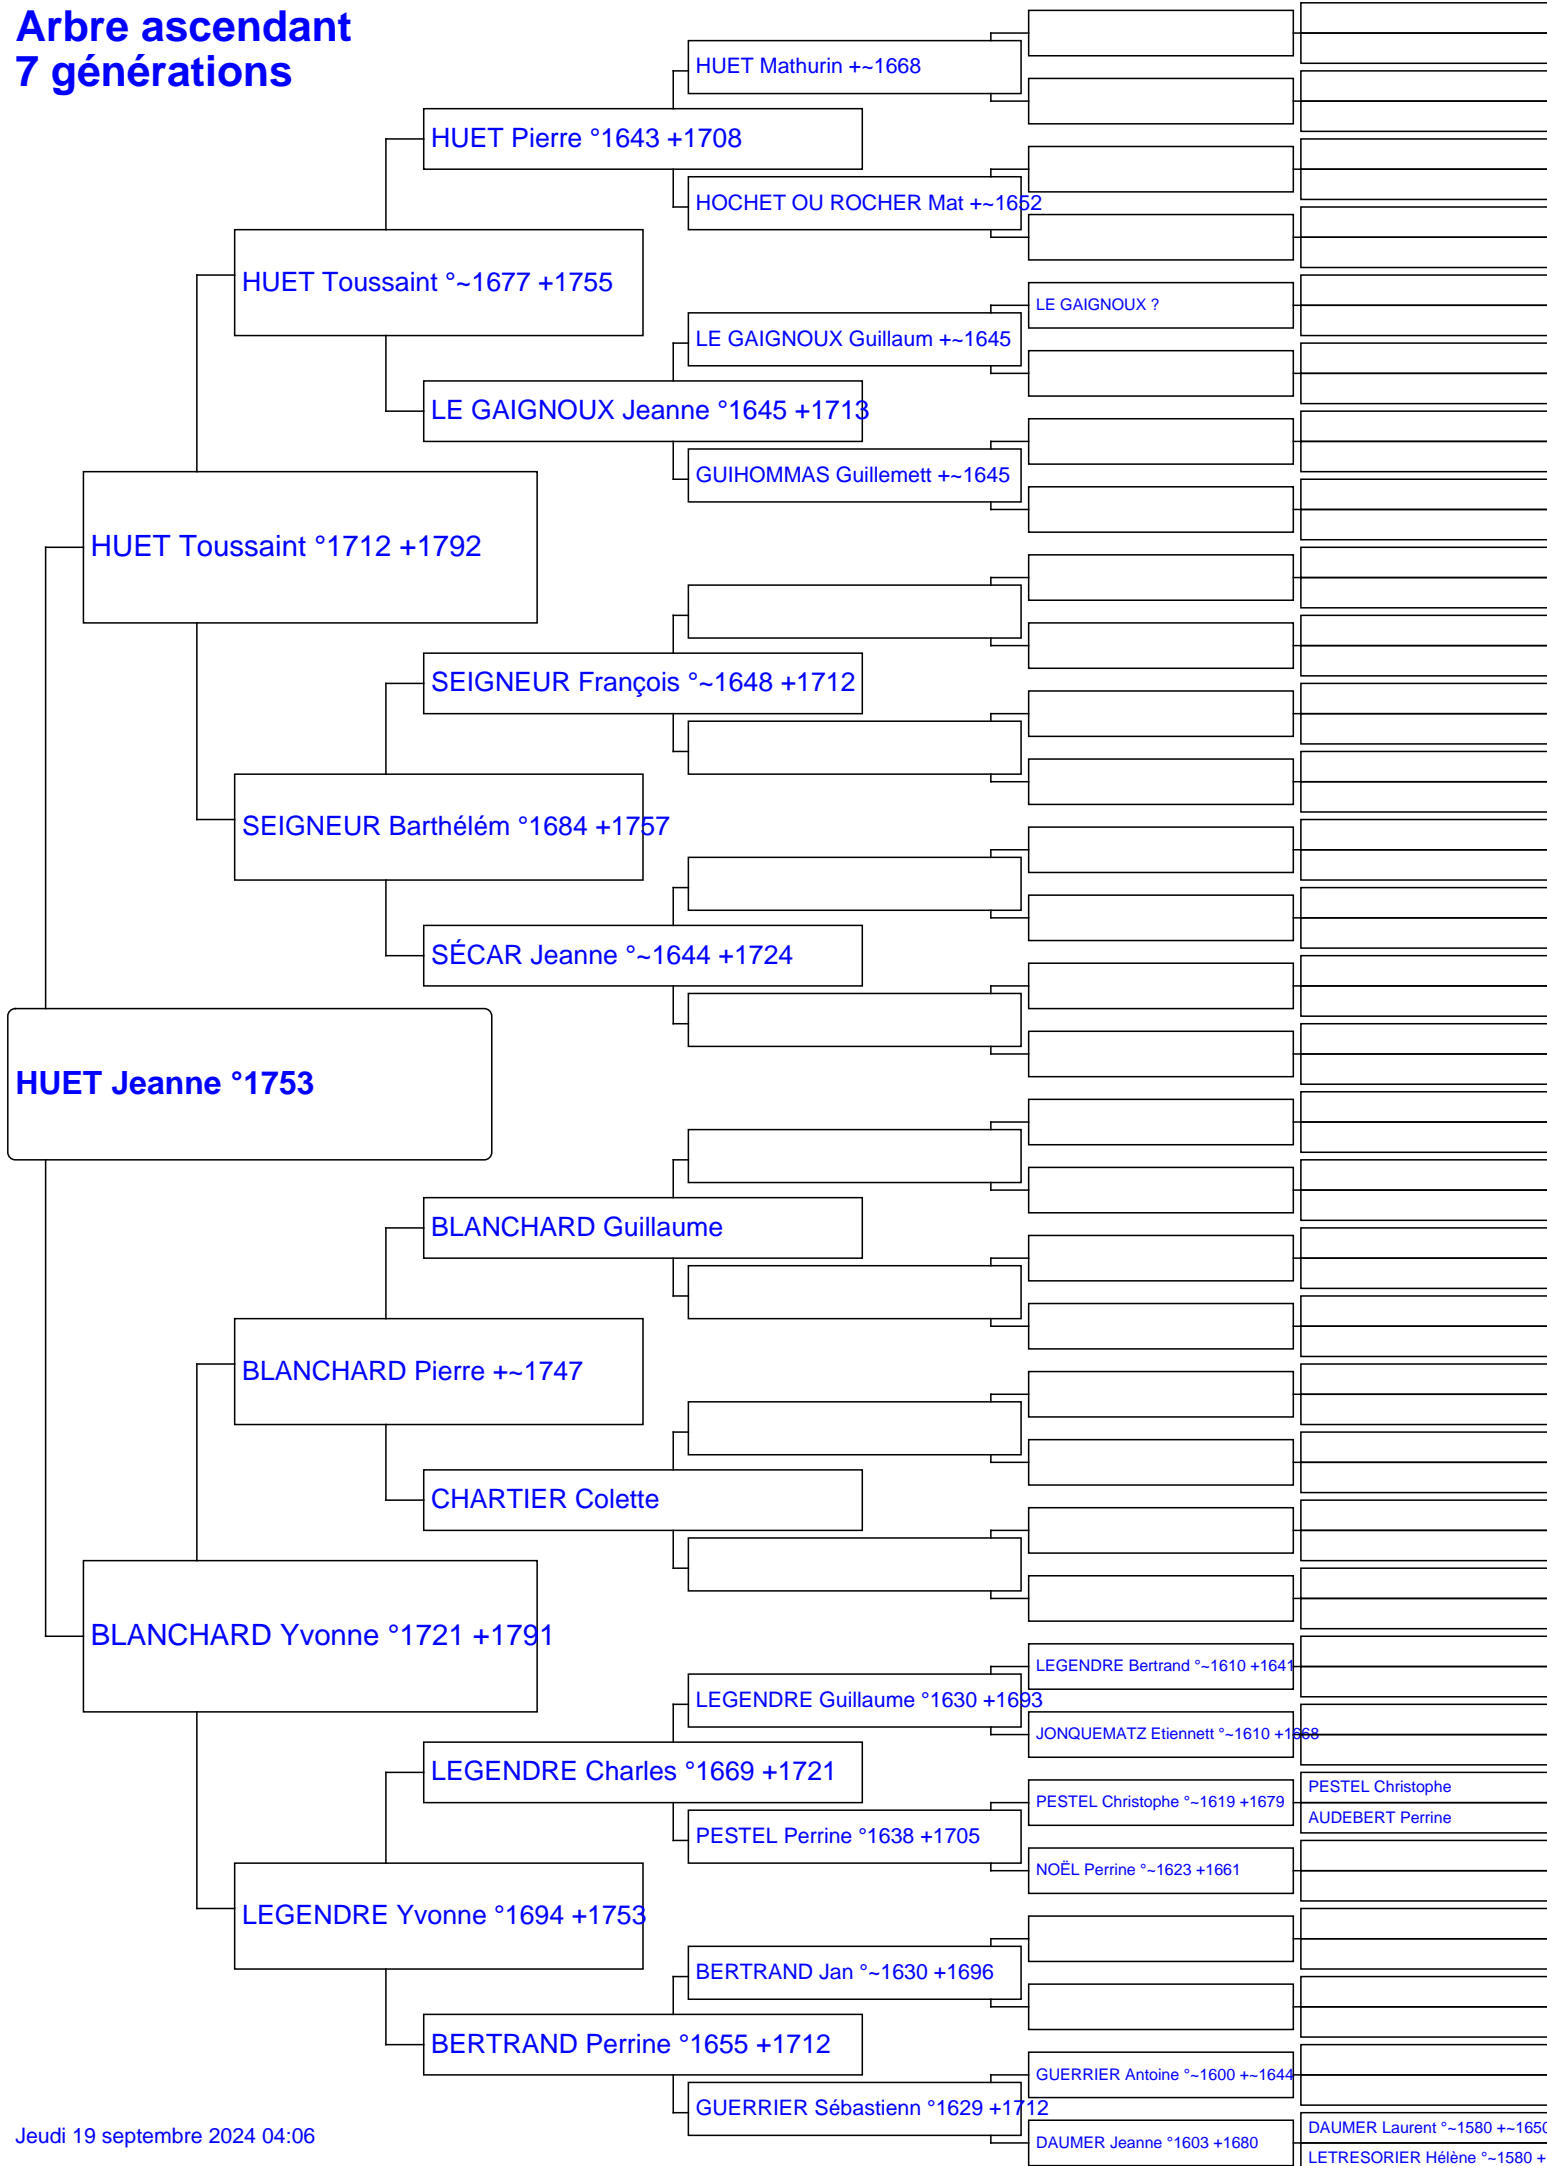 Arbre ascendant
7 générations
HUET Mathurin +~1668
HUET Pierre °1643 +1708
HOCHET OU ROCHER Mat +~1652
HUET Toussaint °~1677 +1755
LE GAIGNOUX ?
LE GAIGNOUX Guillaum +~1645
LE GAIGNOUX Jeanne °1645 +1713
GUIHOMMAS Guillemett +~1645
HUET Toussaint °1712 +1792
SEIGNEUR François °~1648 +1712
SEIGNEUR Barthélém °1684 +1757
SÉCAR Jeanne °~1644 +1724
HUET Jeanne °1753
BLANCHARD Guillaume
BLANCHARD Pierre +~1747
CHARTIER Colette
BLANCHARD Yvonne °1721 +1791
LEGENDRE Bertrand °~1610 +1641
LEGENDRE Guillaume °1630 +1693
JONQUEMATZ Etiennett °~1610 +1668
LEGENDRE Charles °1669 +1721
PESTEL Christophe
PESTEL Christophe °~1619 +1679
AUDEBERT Perrine
PESTEL Perrine °1638 +1705
NOËL Perrine °~1623 +1661
LEGENDRE Yvonne °1694 +1753
BERTRAND Jan °~1630 +1696
BERTRAND Perrine °1655 +1712
GUERRIER Antoine °~1600 +~1644
GUERRIER Sébastienn °1629 +1712
DAUMER Laurent °~1580 +~1650
DAUMER Jeanne °1603 +1680
LETRESORIER Hélène °~1580 +
Jeudi 19 septembre 2024 04:06